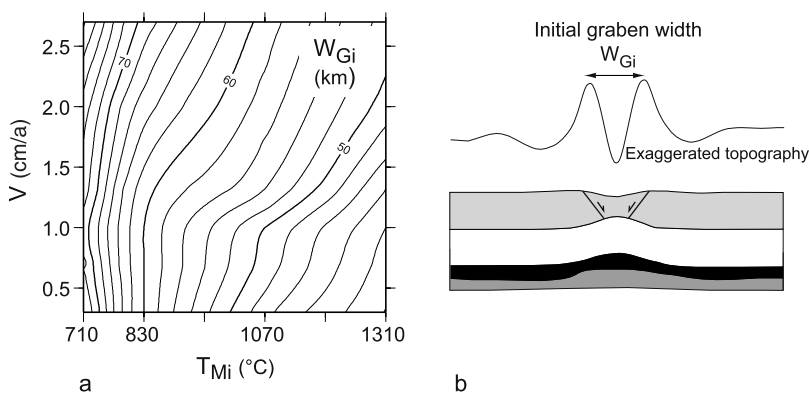 2.5
2.0
1.5
1.0
0.5
V (cm/a)
70
60
50
W_Gi
(km)
710 830 1070 1310
T_Mi (°C)
a
Initial graben width
W_Gi
Exaggerated topography
b